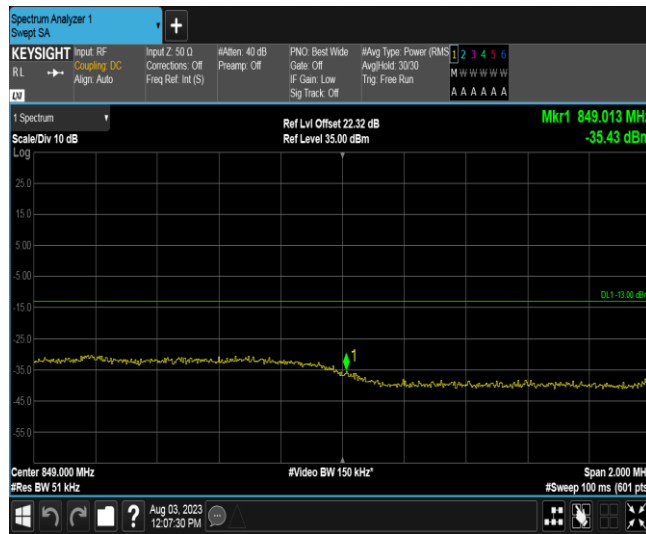 Spectrum Analyzer 1
Swept SA
KEYSIGHT
RL
LXI
Input: RF
Coupling: DC
Align: Auto
Input Z: 50 Ω
Corrections: Off
Freq Ref: Int (S)
#Atten: 40 dB
Preamp: Off
PNO: Best Wide
Gate: Off
IF Gain: Low
Sig Track: Off
#Avg Type: Power (RMS
Avg|Hold: 30/30
Trig: Free Run
1 2 3 4 5 6
M W W W W W
A A A A A A
1 Spectrum
Scale/Div 10 dB
Ref Lvl Offset 22.32 dB
Ref Level 35.00 dBm
Mkr1 849.013 MHz
-35.43 dBm
Log
25.0
15.0
5.00
-5.00
DL1 -13.00 dBm
-15.0
-25.0
1
-35.0
-45.0
-55.0
Center 849.000 MHz
#Video BW 150 kHz*
Span 2.000 MH
#Res BW 51 kHz
#Sweep 100 ms (601 pts
?
Aug 03, 2023
12:07:30 PM